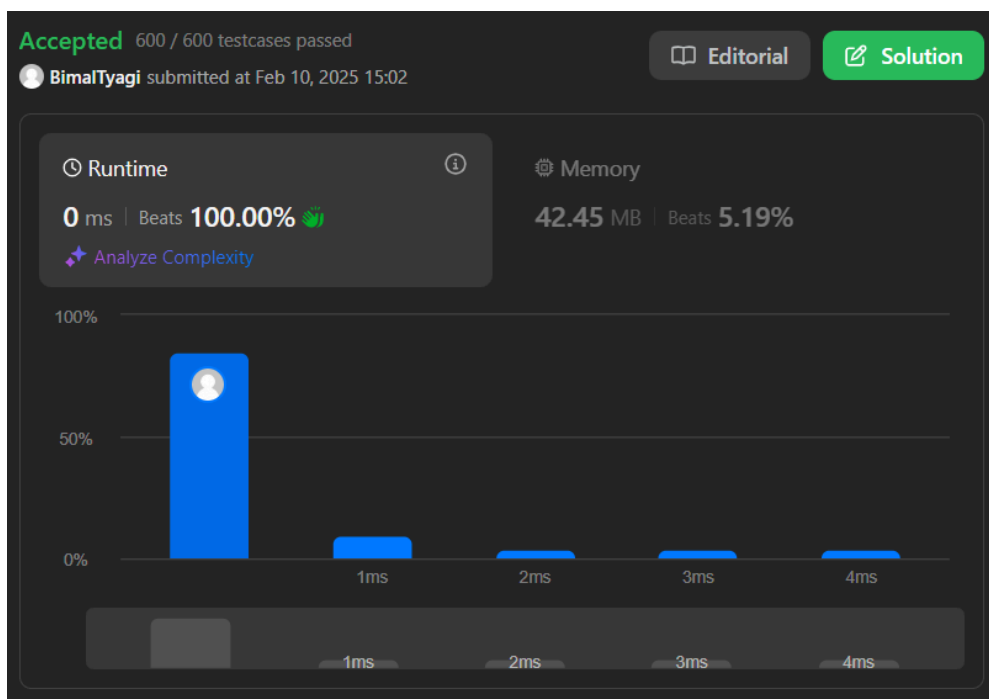 Accepted 600 / 600 testcases passed
Editorial
Solution
BimalTyagi submitted at Feb 10, 2025 15:02
Runtime
0 ms | Beats 100.00%
Analyze Complexity
Memory
42.45 MB | Beats 5.19%
100%
50%
0%
1ms 2ms 3ms 4ms
1ms 2ms 3ms 4ms